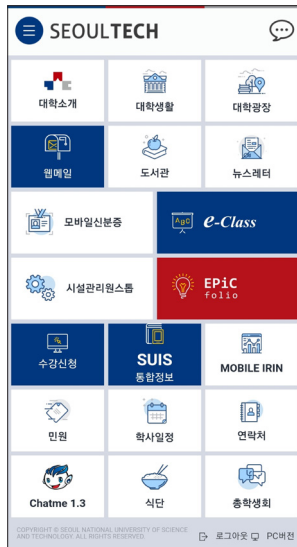 SEOULTECH
대학소개
대학생활
대학광장
웹메일
도서관
뉴스레터
모바일신분증
ABC
e-Class
시설관리원스톱
EPiC
folio
수강신청
SUIS
통합정보
MOBILE IRIN
민원
학사일정
연락처
Chatme 1.3
식단
총학생회
COPYRIGHT © SEOUL NATIONAL UNIVERSITY OF SCIENCE
AND TECHNOLOGY. ALL RIGHTS RESERVED.
로그아웃
PC버전